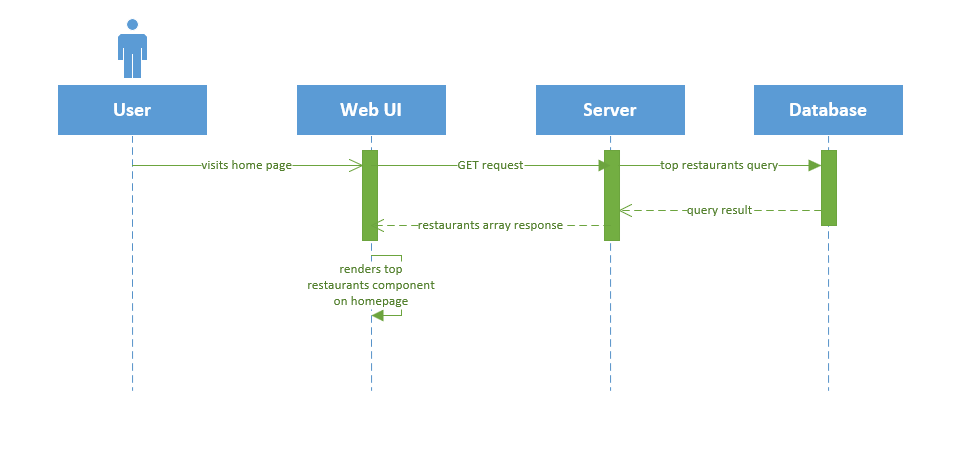 User
Web UI
Server
Database
visits home page
GET request
top restaurants query
query result
restaurants array response
renders top
restaurants component
on homepage